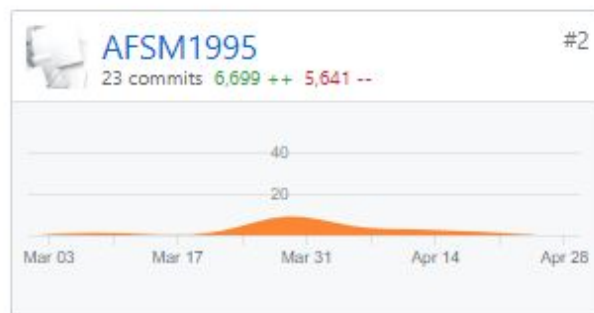 AFSM1995 #2
23 commits 6,699 ++ 5,641 --
40
20
Mar 03 Mar 17 Mar 31 Apr 14 Apr 28